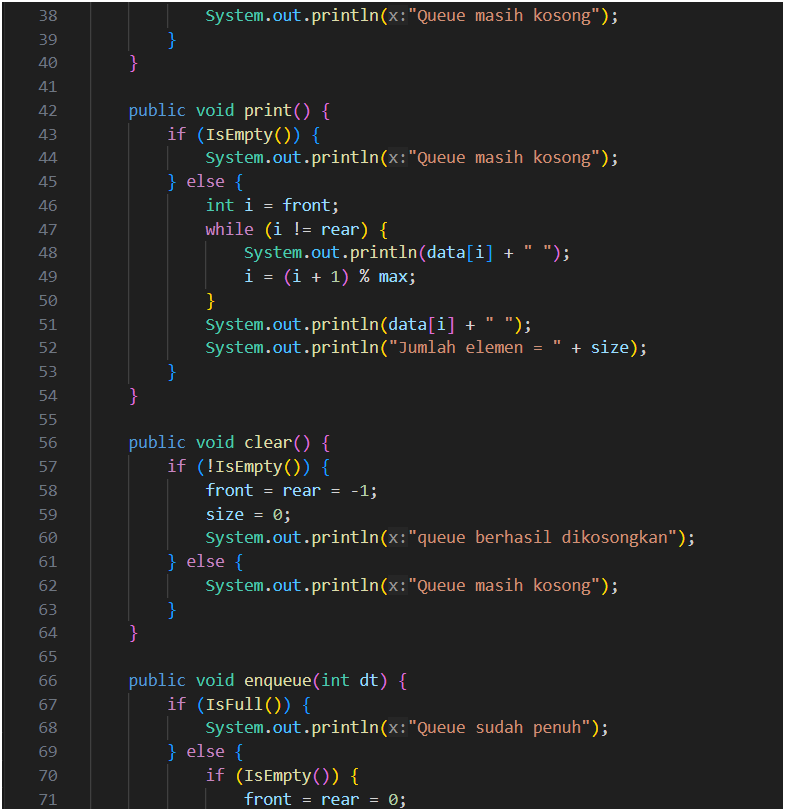 38                System.out.println(x:"Queue masih kosong");
39            }
40        }
41
42        public void print() {
43            if (IsEmpty()) {
44                System.out.println(x:"Queue masih kosong");
45            } else {
46                int i = front;
47                while (i != rear) {
48                    System.out.println(data[i] + " ");
49                    i = (i + 1) % max;
50                }
51                System.out.println(data[i] + " ");
52                System.out.println("Jumlah elemen = " + size);
53            }
54        }
55
56        public void clear() {
57            if (!IsEmpty()) {
58                front = rear = -1;
59                size = 0;
60                System.out.println(x:"queue berhasil dikosongkan");
61            } else {
62                System.out.println(x:"Queue masih kosong");
63            }
64        }
65
66        public void enqueue(int dt) {
67            if (IsFull()) {
68                System.out.println(x:"Queue sudah penuh");
69            } else {
70                if (IsEmpty()) {
71                    front = rear = 0;